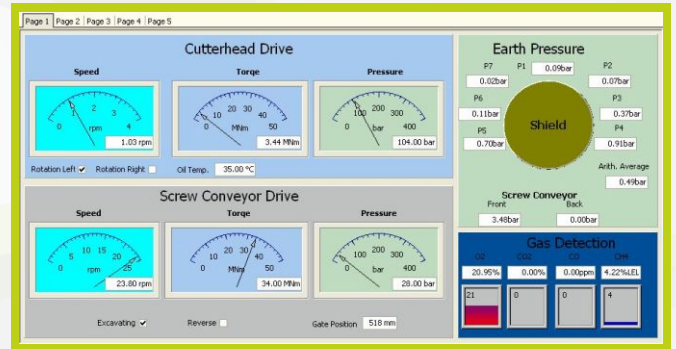 Page 1 Page 2 Page 3 Page 4 Page 5
Cutterhead Drive
Speed Torqe Pressure
0 1 2 3 4 rpm
1.03 rpm
0 10 20 30 40 50 MNm
3.44 MNm
0 100 200 300 400 bar
104.00 bar
Rotation Left Rotation Right Oil Temp. 35.00 °C
Screw Conveyor Drive
Speed Torqe Pressure
0 5 10 15 20 25 rpm
23.80 rpm
0 10 20 30 40 50 MNm
34.00 MNm
0 100 200 300 400 bar
28.00 bar
Excavating Reverse Gate Position 518 mm
Earth Pressure
P7 P1 0.09bar P2
0.02bar 0.07bar
P6 P3
0.11bar 0.37bar
P5 Shield P4
0.70bar 0.91bar
Arith. Average
0.49bar
Screw Conveyor
Front Back
3.48bar 0.00bar
Gas Detection
O2 CO2 CO CH4
20.95% 0.00% 0.00ppm 4.22%LEL
21 0 0 4